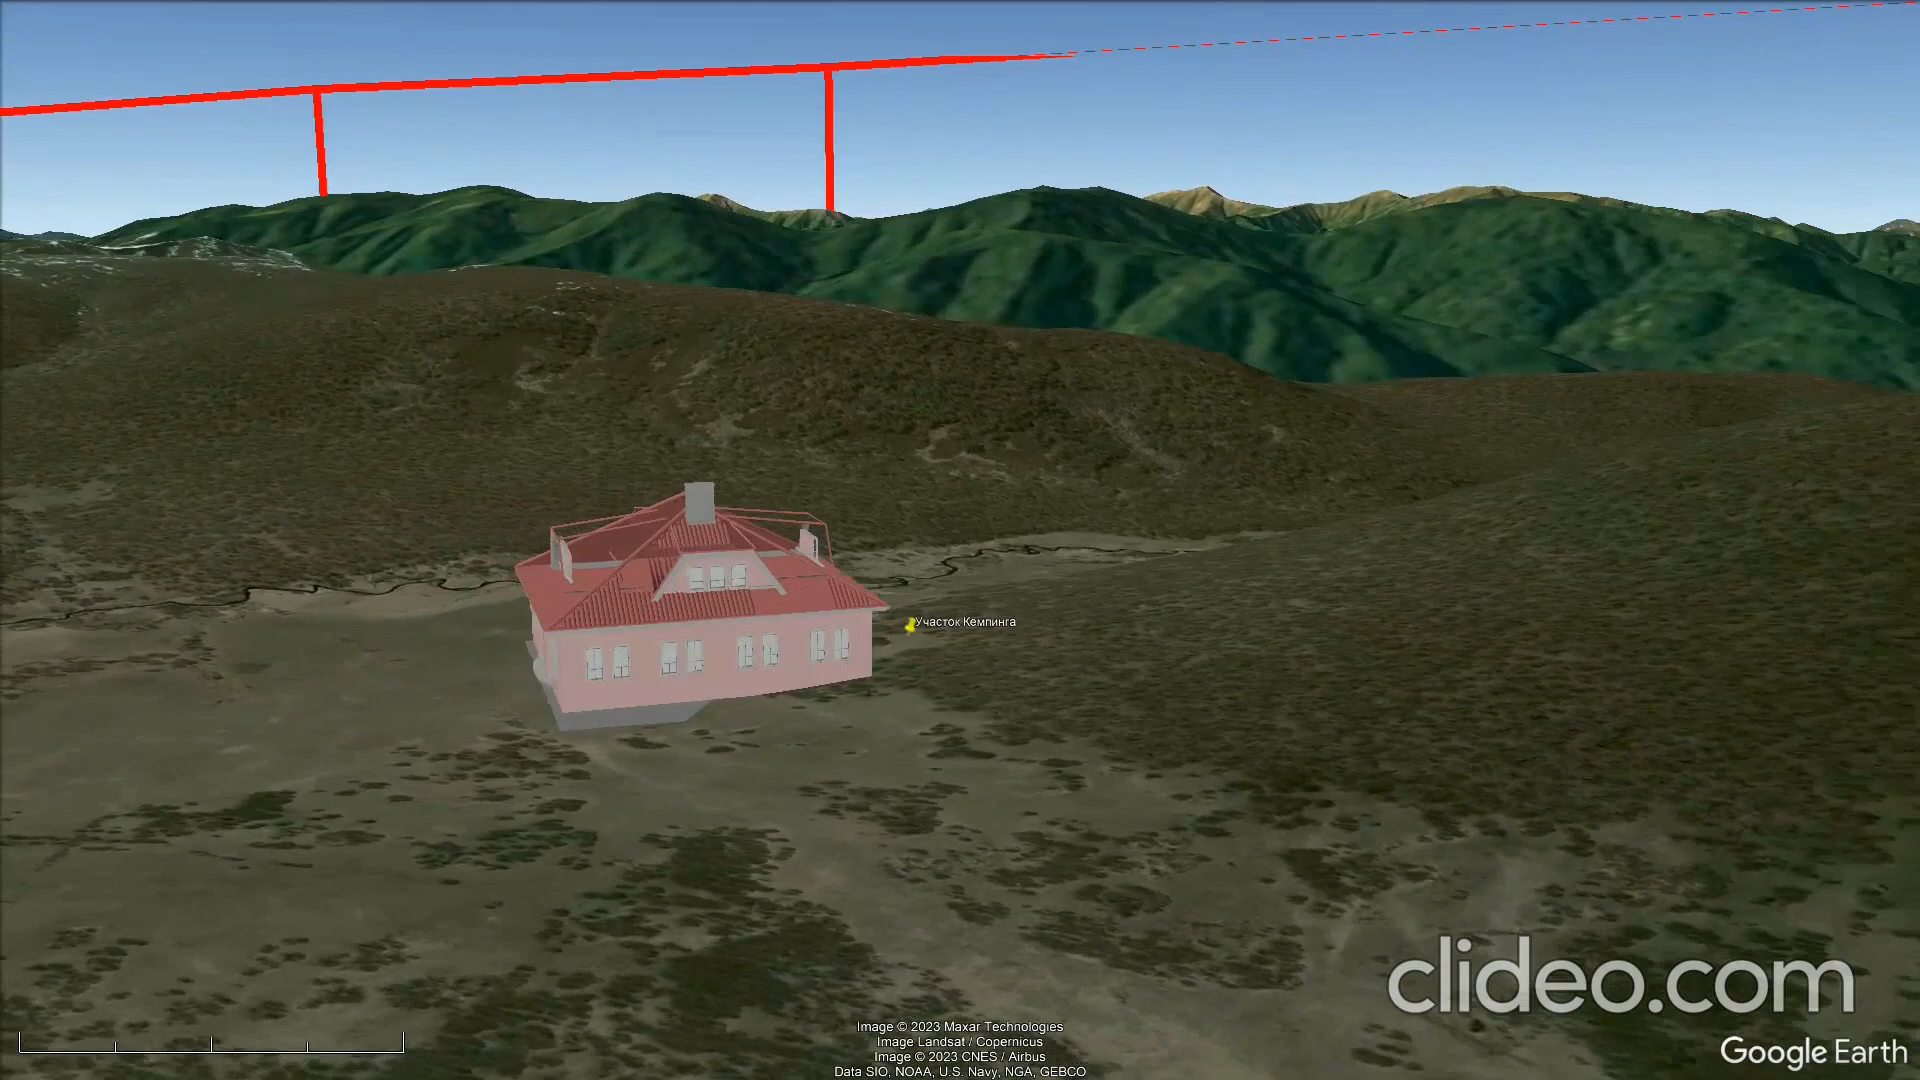 Участок Кемпинга
clideo.com
Image © 2023 Maxar Technologies
Image Landsat / Copernicus
Image © 2023 CNES / Airbus
Data SIO, NOAA, U.S. Navy, NGA, GEBCO
Google Earth